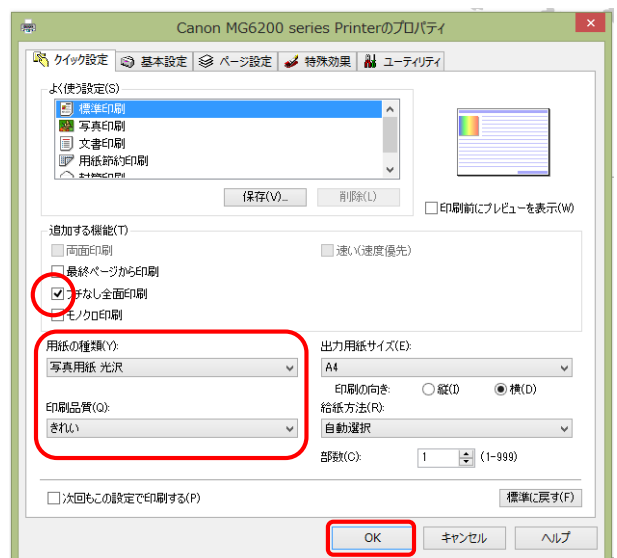 Canon MG6200 series Printerのプロパティ
クイック設定 基本設定 ページ設定 特殊効果 ユーティリティ
よく使う設定(S)
標準印刷
写真印刷
文書印刷
用紙節約印刷
封筒印刷
保存(V)... 削除(L)
印刷前にプレビューを表示(W)
追加する機能(T)
両面印刷 速い(速度優先)
最終ページから印刷
フチなし全面印刷
モノクロ印刷
用紙の種類(Y): 出力用紙サイズ(E):
写真用紙 光沢 A4
印刷の向き: 縦(I) 横(D)
印刷品質(Q): 給紙方法(R):
きれい 自動選択
部数(C): 1 (1-999)
次回もこの設定で印刷する(P) 標準に戻す(F)
OK キャンセル ヘルプ